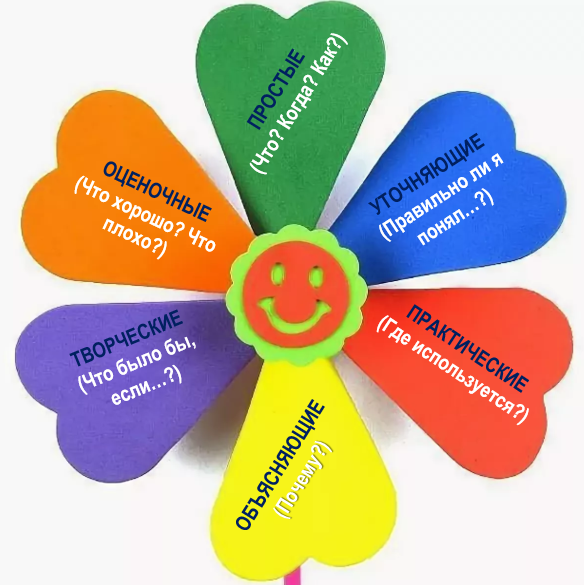 ПРОСТЫЕ
(Что? Когда? Как?)
УТОЧНЯЮЩИЕ
(Правильно ли я
понял...?)
ПРАКТИЧЕСКИЕ
(Где используется?)
ОБЪЯСНЯЮЩИЕ
(Почему?)
ТВОРЧЕСКИЕ
(Что было бы,
если...?)
ОЦЕНОЧНЫЕ
(Что хорошо? Что
плохо?)